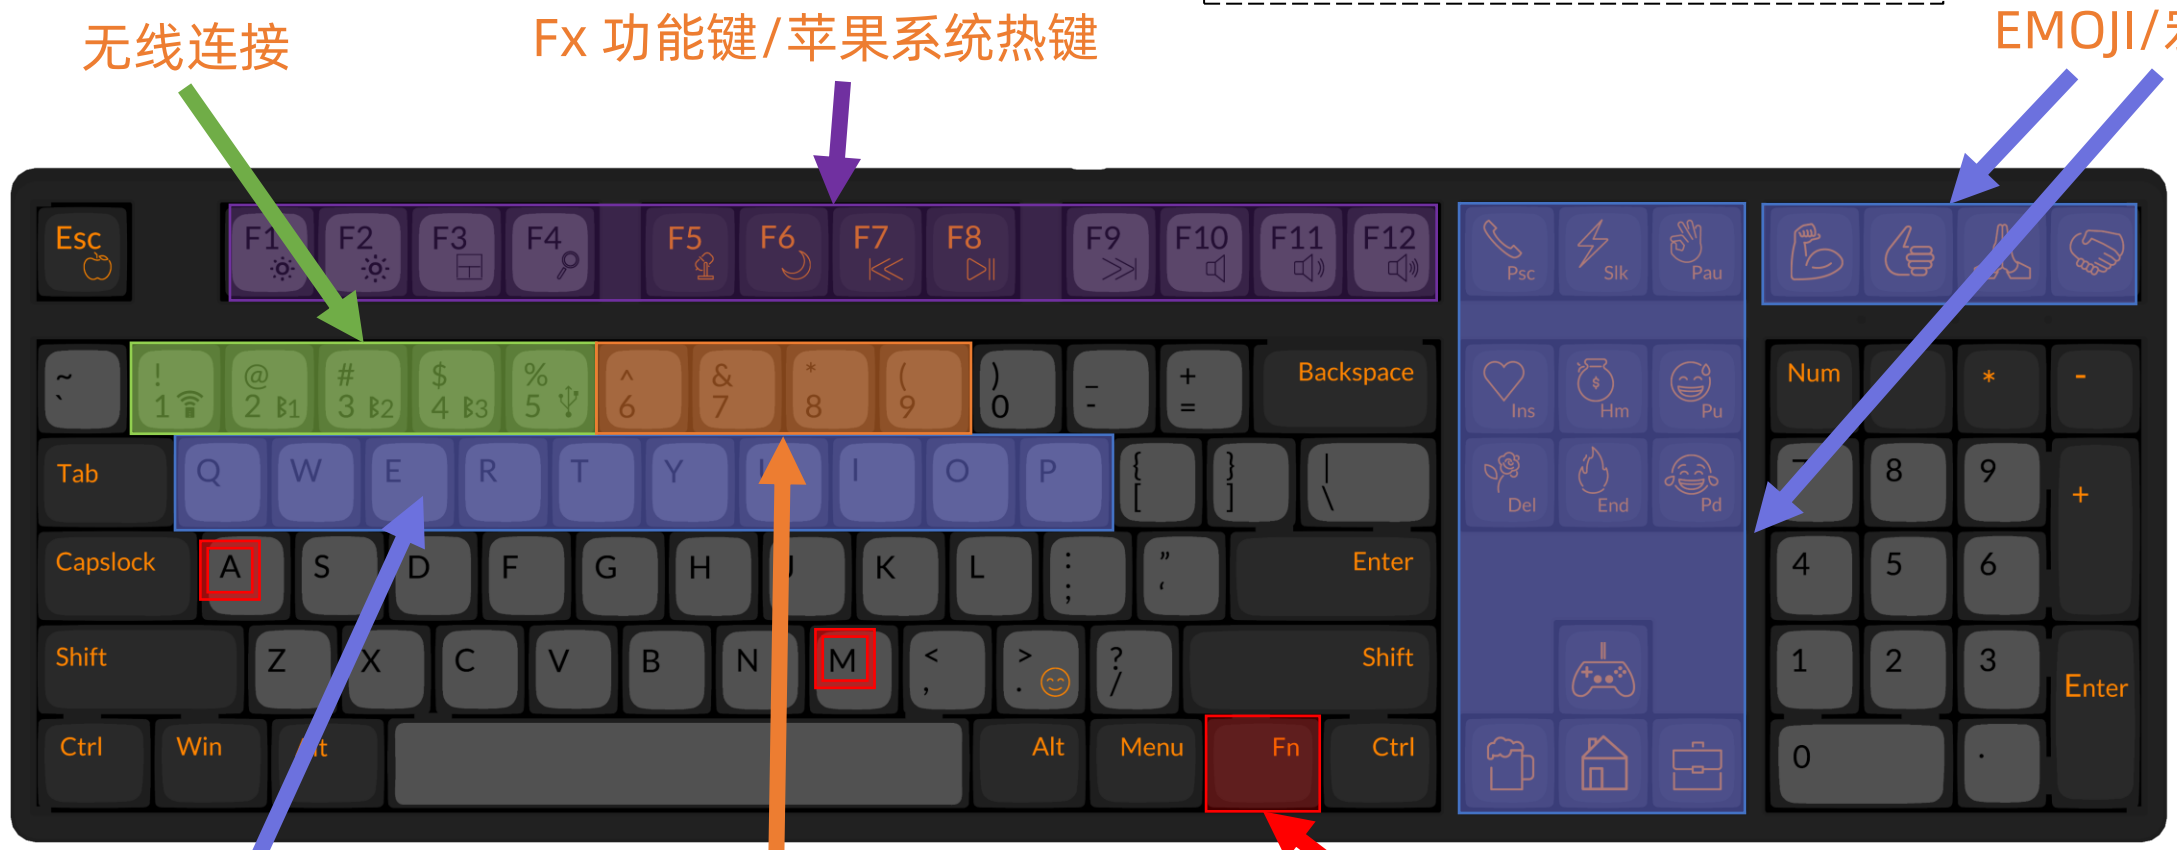 无线连接
Fx 功能键/苹果系统热键
EMOJI/
Esc F1 F2 F3 F4 F5 F6 F7 F8 F9 F10 F11 F12 Psc Slk Pau
~ ` ! 1 @ 2 B1 # 3 B2 $ 4 B3 % 5 ^ 6 & 7 * 8 ( 9 ) 0 _ - + = Backspace Ins Hm $ Pu Num * -
Tab Q W E R T Y I O P { [ } ] | \ Del End Pd 8 9 +
Capslock A S D F G H J K L : ; ” ‘ Enter 4 5 6
Shift Z X C V B N M < , > . ? / Shift 1 2 3 Enter
Ctrl Win Alt Alt Menu Fn Ctrl 0 .